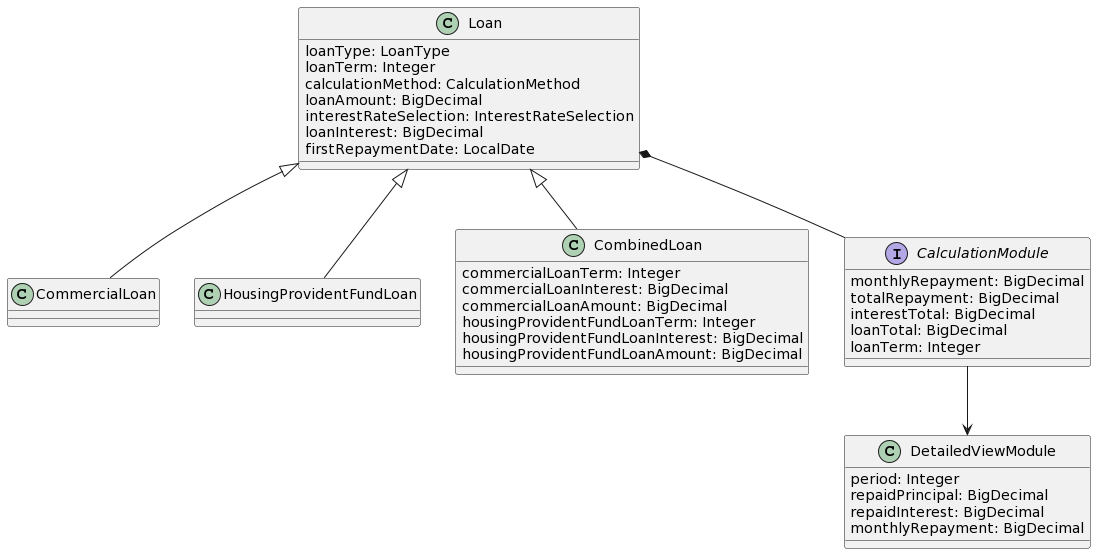 C Loan
loanType: LoanType
loanTerm: Integer
calculationMethod: CalculationMethod
loanAmount: BigDecimal
interestRateSelection: InterestRateSelection
loanInterest: BigDecimal
firstRepaymentDate: LocalDate
C CommercialLoan
C HousingProvidentFundLoan
C CombinedLoan
commercialLoanTerm: Integer
commercialLoanInterest: BigDecimal
commercialLoanAmount: BigDecimal
housingProvidentFundLoanTerm: Integer
housingProvidentFundLoanInterest: BigDecimal
housingProvidentFundLoanAmount: BigDecimal
I CalculationModule
monthlyRepayment: BigDecimal
totalRepayment: BigDecimal
interestTotal: BigDecimal
loanTotal: BigDecimal
loanTerm: Integer
C DetailedViewModule
period: Integer
repaidPrincipal: BigDecimal
repaidInterest: BigDecimal
monthlyRepayment: BigDecimal